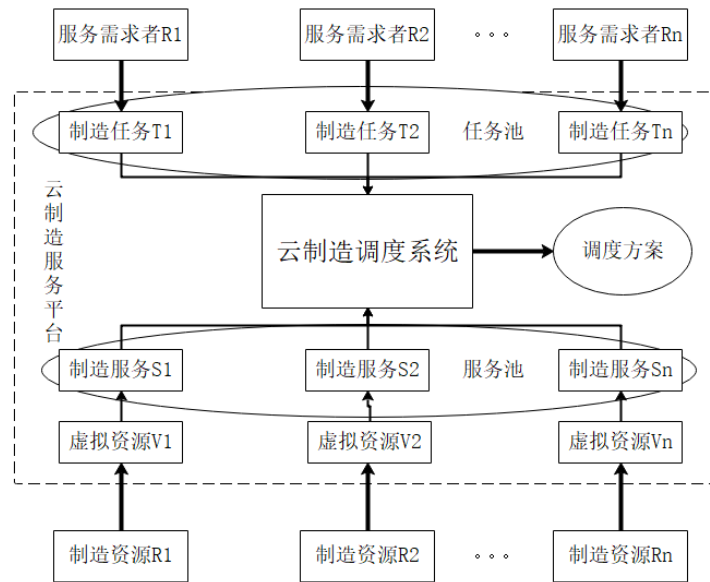 服务需求者R1
服务需求者R2
。。。
服务需求者Rn
制造任务T1
制造任务T2
任务池
制造任务Tn
云制造服务平台
云制造调度系统
调度方案
制造服务S1
制造服务S2
服务池
制造服务Sn
虚拟资源V1
虚拟资源V2
虚拟资源Vn
制造资源R1
制造资源R2
。。。
制造资源Rn